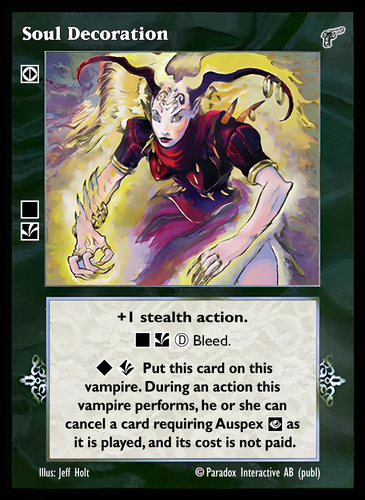 Soul Decoration
+1 stealth action.
D Bleed.
Put this card on this
vampire. During an action this
vampire performs, he or she can
cancel a card requiring Auspex as
it is played, and its cost is not paid.
Illus: Jeff Holt © Paradox Interactive AB (publ)